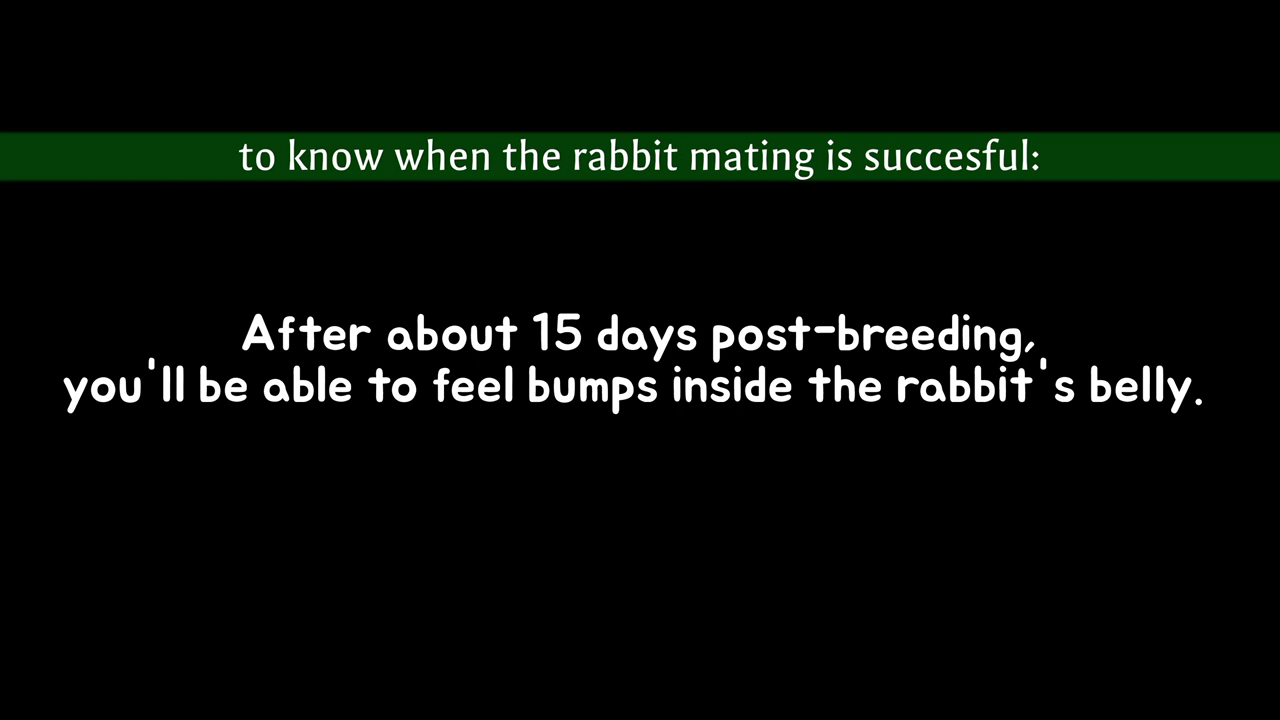 to know when the rabbit mating is succesful:
After about 15 days post-breeding,
you'll be able to feel bumps inside the rabbit's belly.